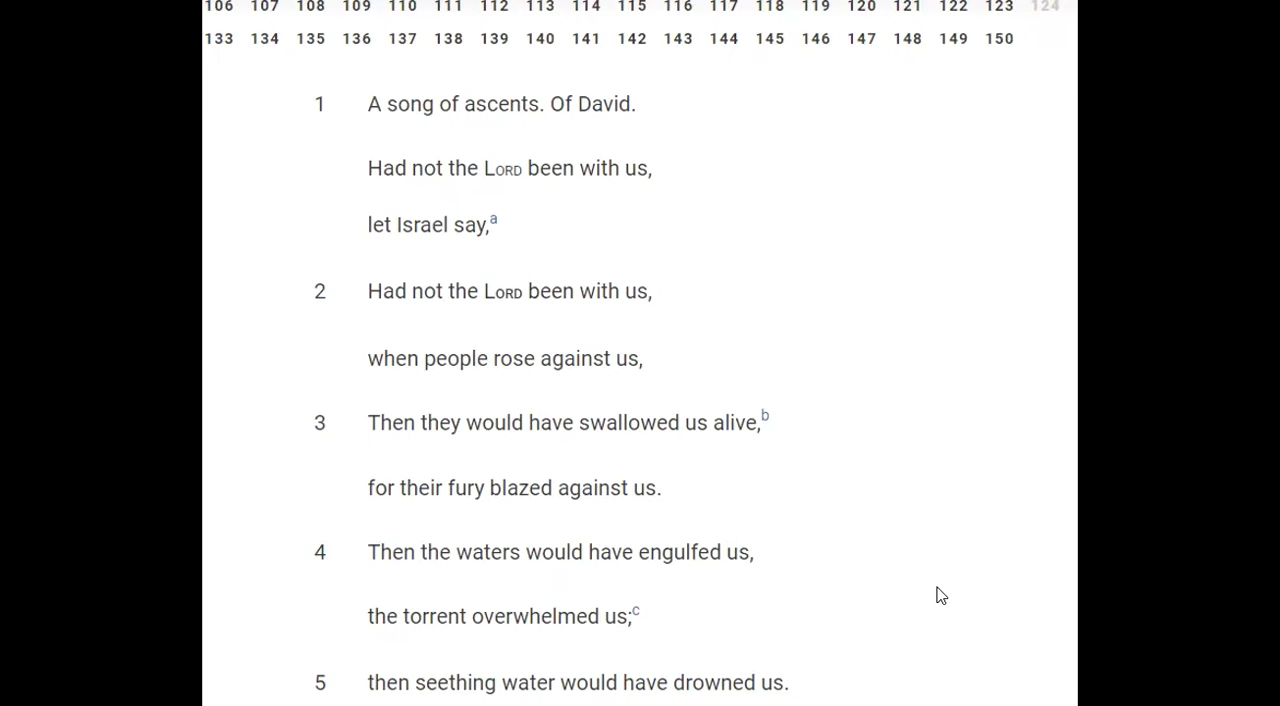 106 107 108 109 110 111 112 113 114 115 116 117 118 119 120 121 122 123 124
133 134 135 136 137 138 139 140 141 142 143 144 145 146 147 148 149 150
1 A song of ascents. Of David.
Had not the LORD been with us,
let Israel say,a
2 Had not the LORD been with us,
when people rose against us,
3 Then they would have swallowed us alive,b
for their fury blazed against us.
4 Then the waters would have engulfed us,
the torrent overwhelmed us;c
5 then seething water would have drowned us.